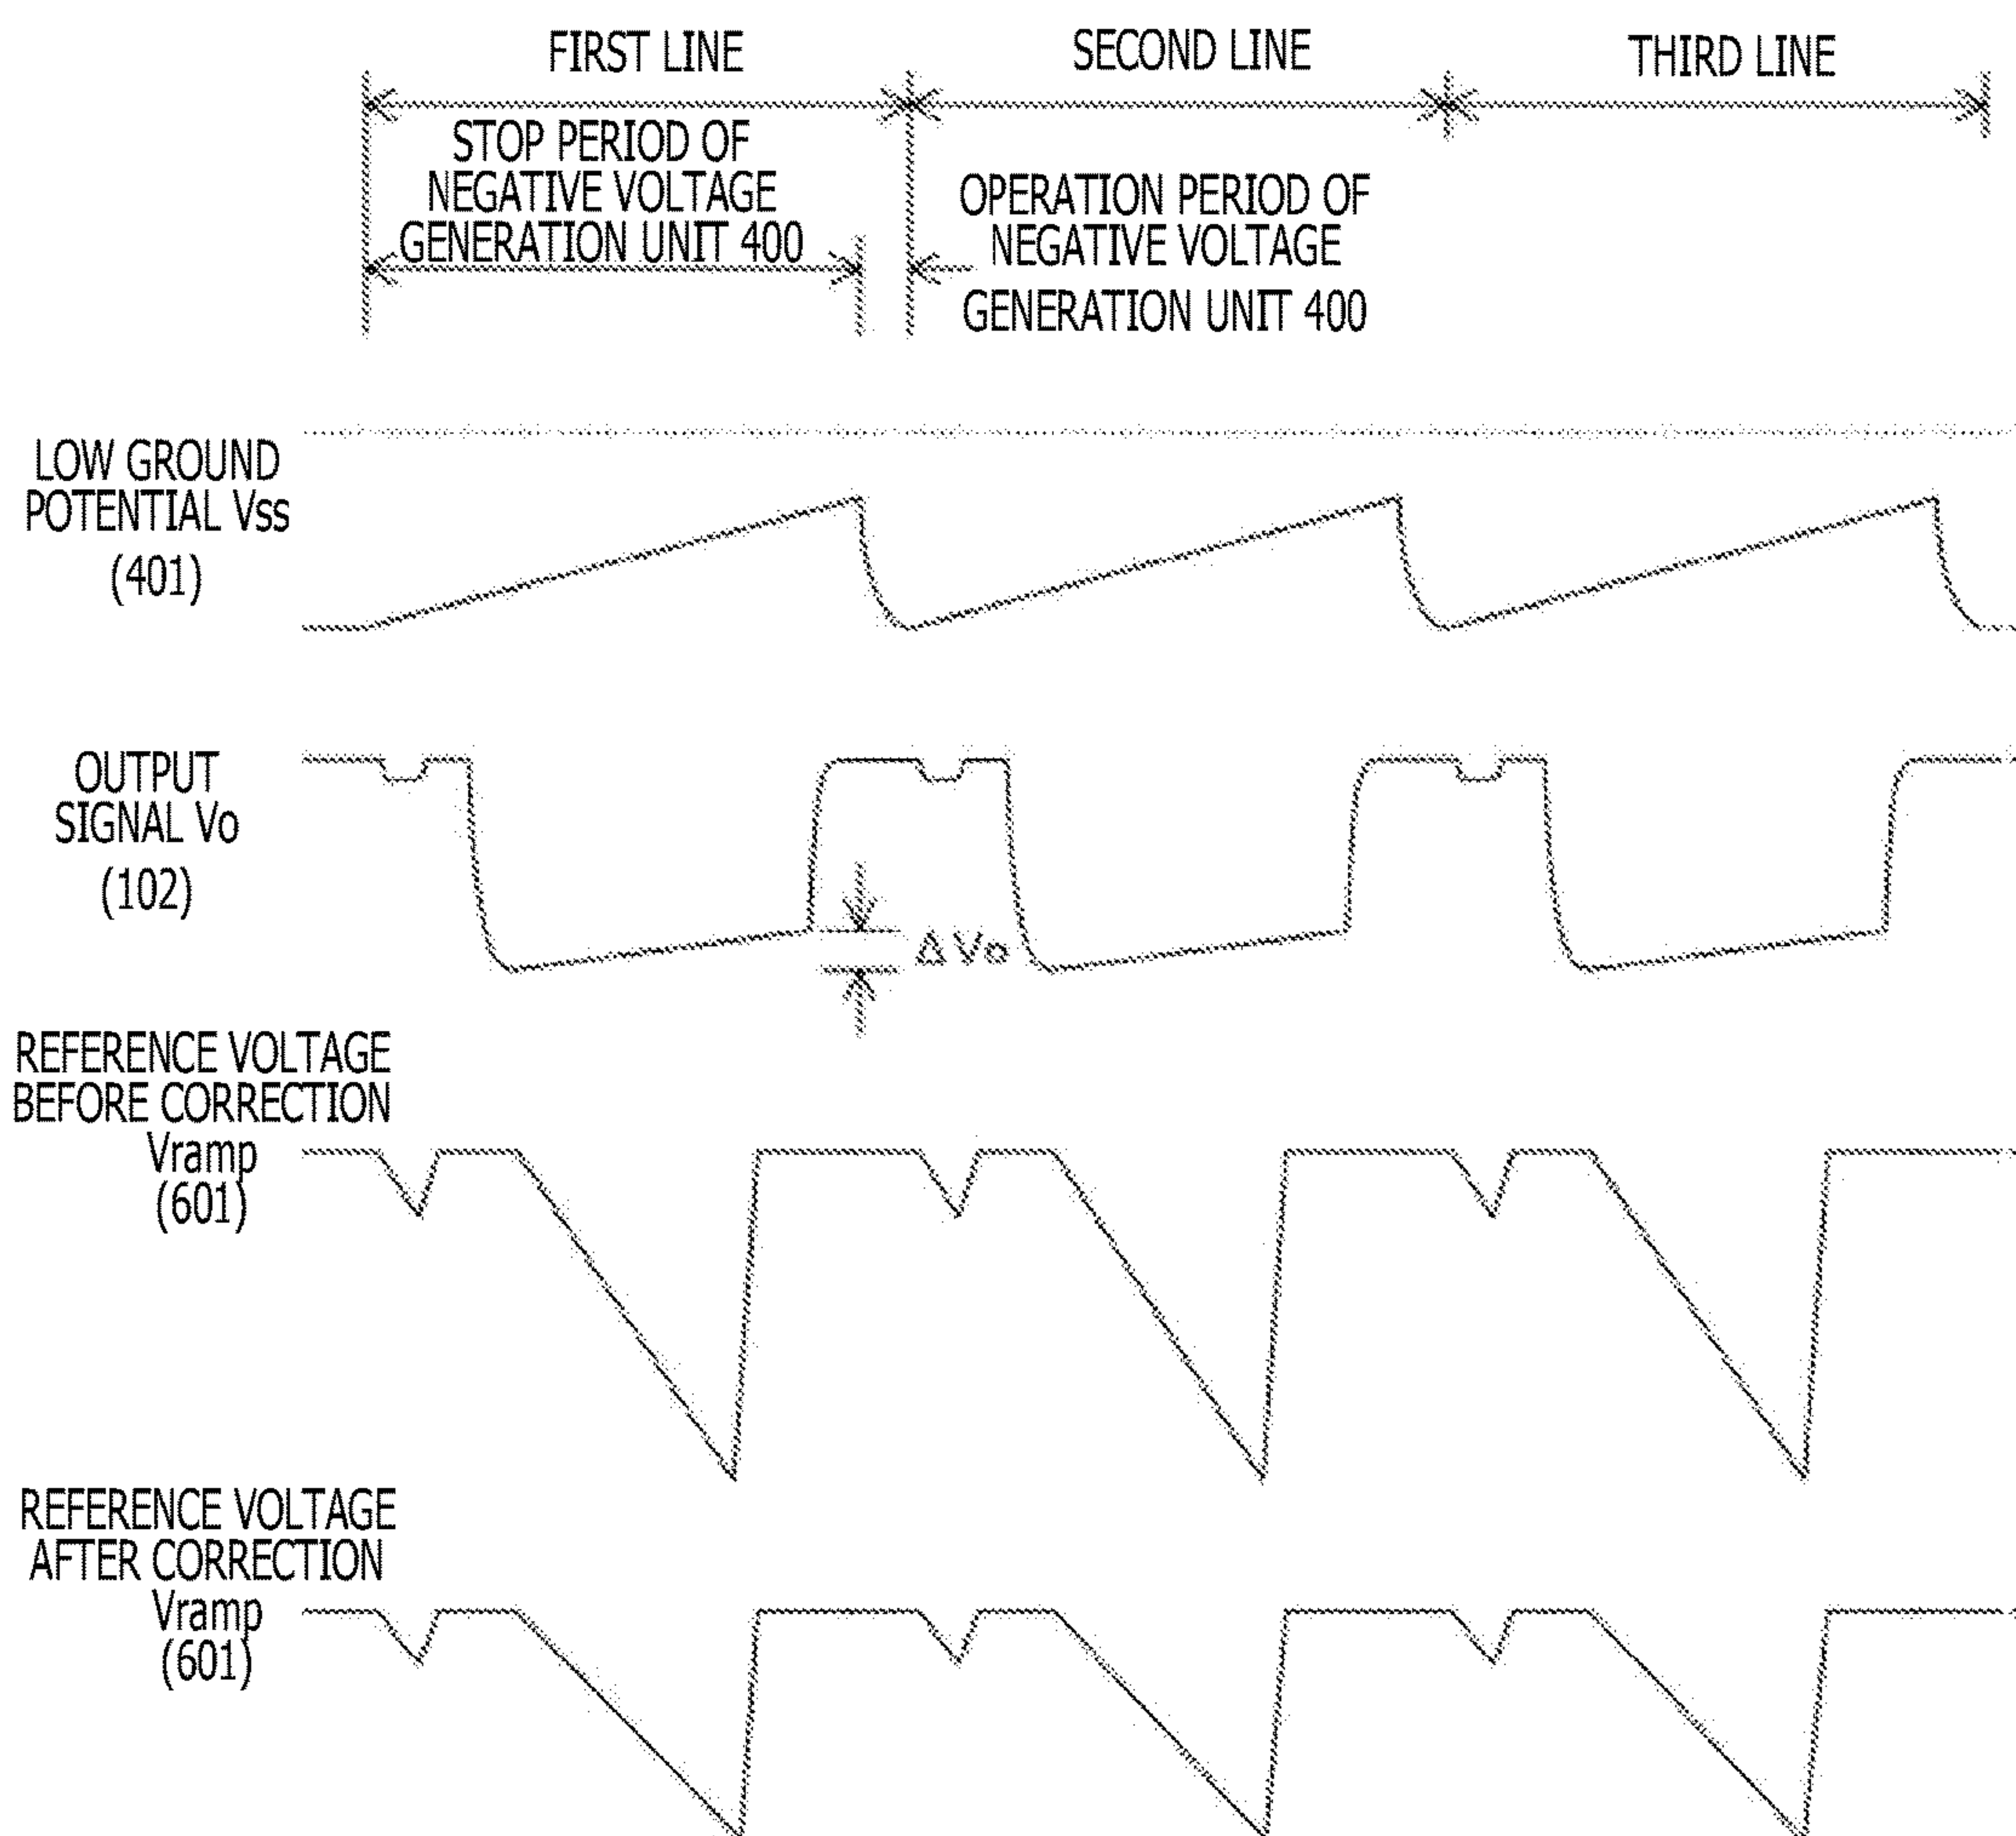 FIRST LINE
SECOND LINE
THIRD LINE
STOP PERIOD OF
NEGATIVE VOLTAGE
GENERATION UNIT 400
OPERATION PERIOD OF
NEGATIVE VOLTAGE
GENERATION UNIT 400
LOW GROUND
POTENTIAL Vss
(401)
OUTPUT
SIGNAL Vo
(102)
Δ Vo
REFERENCE VOLTAGE
BEFORE CORRECTION
Vramp
(601)
REFERENCE VOLTAGE
AFTER CORRECTION
Vramp
(601)